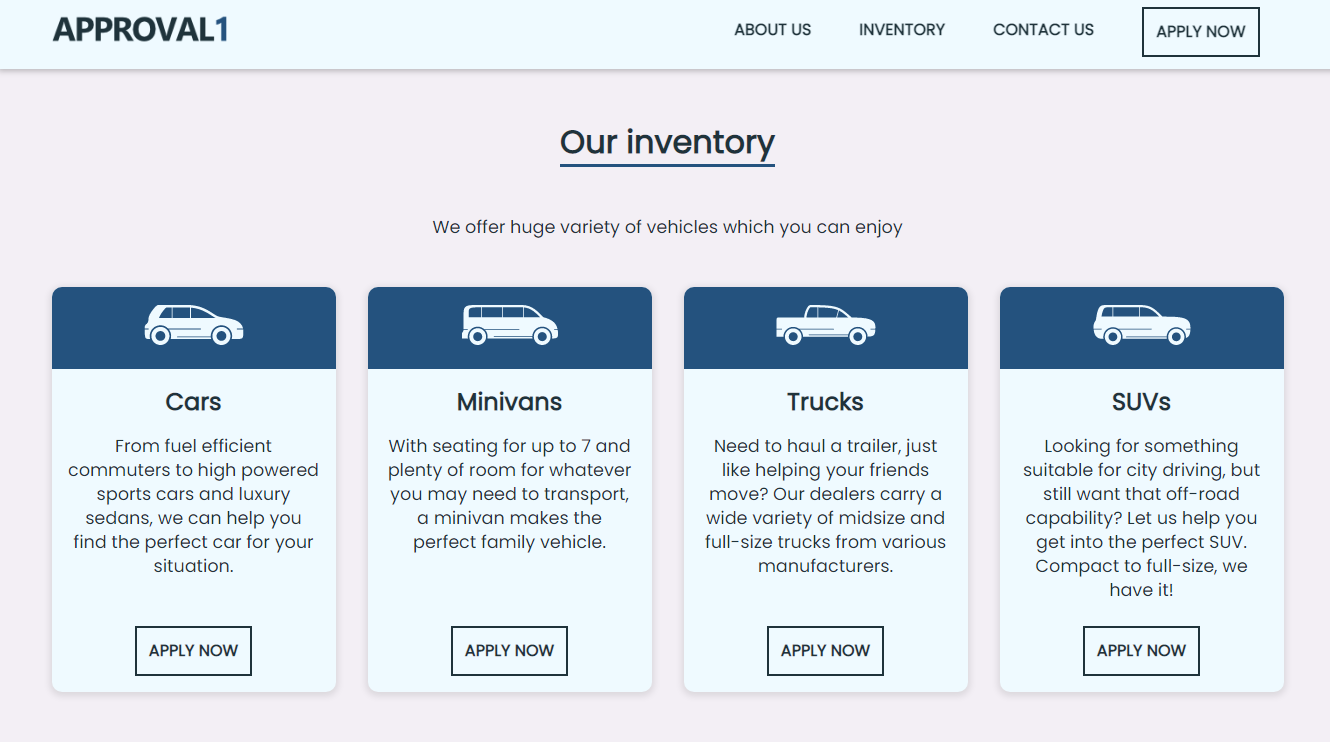 APPROVAL1
ABOUT US
INVENTORY
CONTACT US
APPLY NOW
Our inventory
We offer huge variety of vehicles which you can enjoy
Cars
From fuel efficient
commuters to high powered
sports cars and luxury
sedans, we can help you
find the perfect car for your
situation.
APPLY NOW
Minivans
With seating for up to 7 and
plenty of room for whatever
you may need to transport,
a minivan makes the
perfect family vehicle.
APPLY NOW
Trucks
Need to haul a trailer, just
like helping your friends
move? Our dealers carry a
wide variety of midsize and
full-size trucks from various
manufacturers.
APPLY NOW
SUVs
Looking for something
suitable for city driving, but
still want that off-road
capability? Let us help you
get into the perfect SUV.
Compact to full-size, we
have it!
APPLY NOW